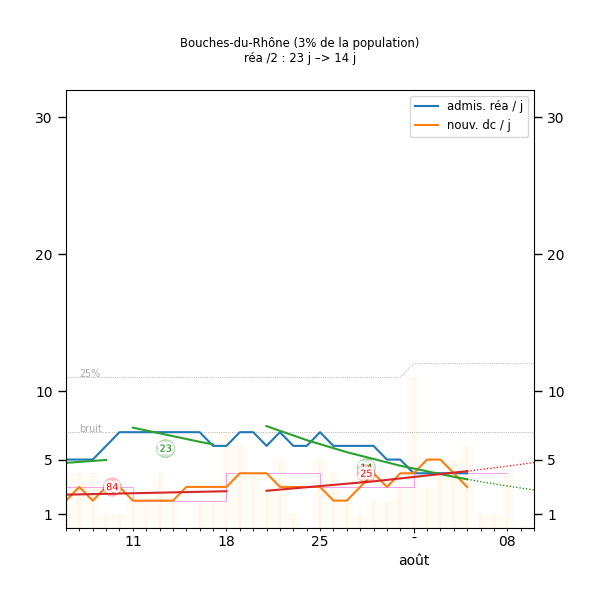 Bouches-du-Rhône (3% de la population)
réa /2 : 23 j –> 14 j
admis. réa / j
nouv. dc / j
30 30
20 20
25%
10 10
bruit
23
14
25
5 5
84
1 1
11 18 25 - 08
août